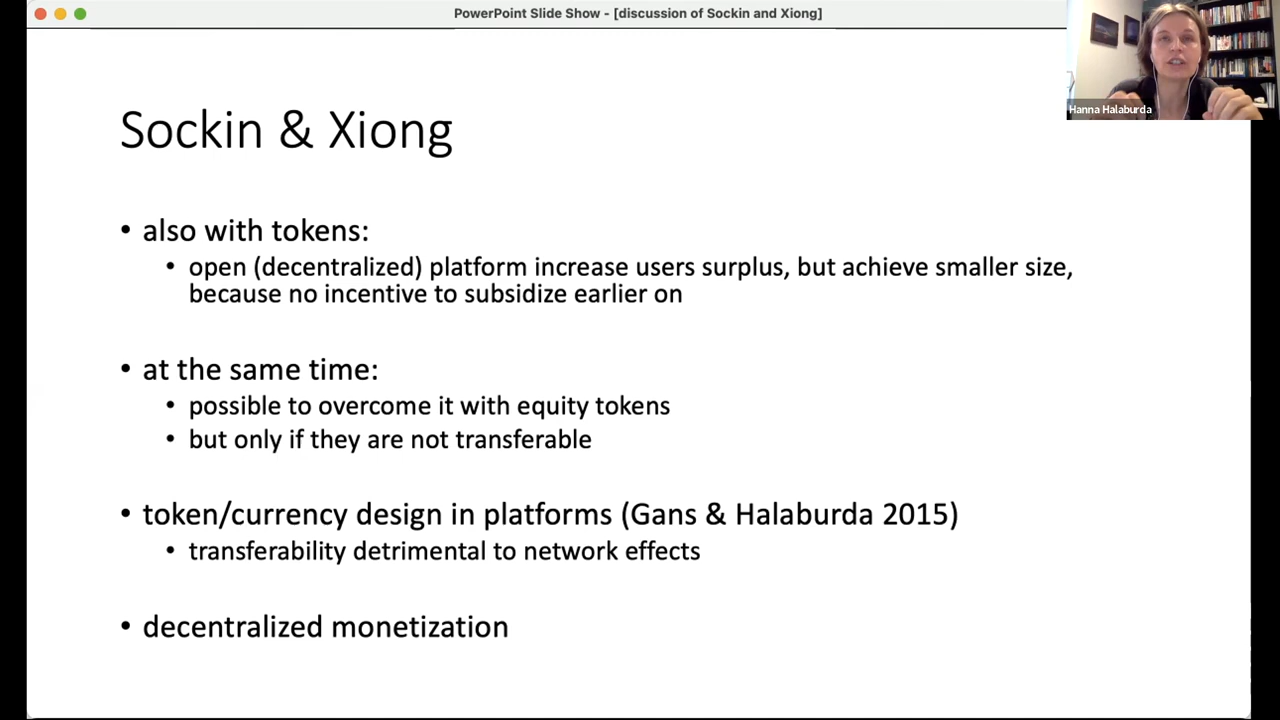 PowerPoint Slide Show - [discussion of Sockin and Xiong]
Hanna Halaburda
Sockin & Xiong
• also with tokens:
• open (decentralized) platform increase users surplus, but achieve smaller size,
because no incentive to subsidize earlier on
• at the same time:
• possible to overcome it with equity tokens
• but only if they are not transferable
• token/currency design in platforms (Gans & Halaburda 2015)
• transferability detrimental to network effects
• decentralized monetization